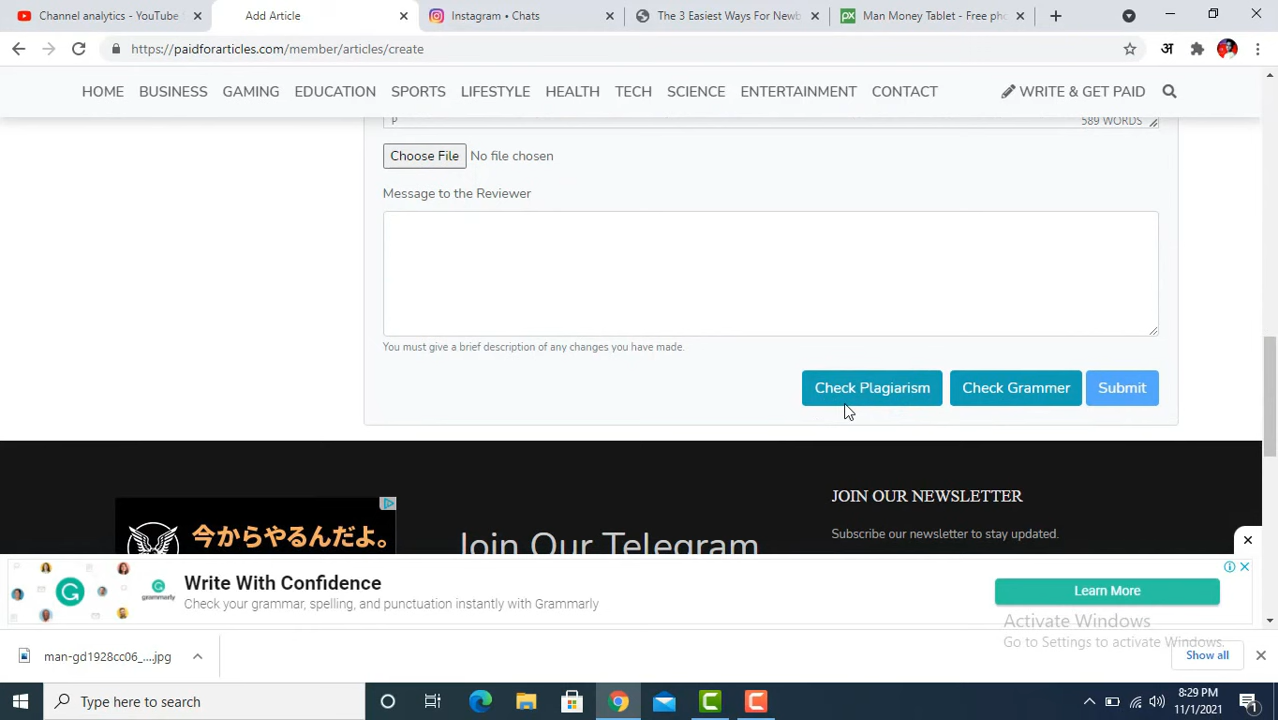 Channel analytics - YouTube
Add Article
Instagram • Chats
The 3 Easiest Ways For Newb
Man Money Tablet - Free pho
https://paidforarticles.com/member/articles/create
अ
HOME BUSINESS GAMING EDUCATION SPORTS LIFESTYLE HEALTH TECH SCIENCE ENTERTAINMENT CONTACT WRITE & GET PAID
P 589 WORDS
Choose File No file chosen
Message to the Reviewer
You must give a brief description of any changes you have made.
Check Plagiarism Check Grammer Submit
JOIN OUR NEWSLETTER
今からやるんだよ。
Join Our Telegram
Subscribe our newsletter to stay updated.
Write With Confidence
grammarly
Check your grammar, spelling, and punctuation instantly with Grammarly
Learn More
Activate Windows
Go to Settings to activate Windows.
man-gd1928cc06_....jpg
Show all
Type here to search
8:29 PM
11/1/2021
1